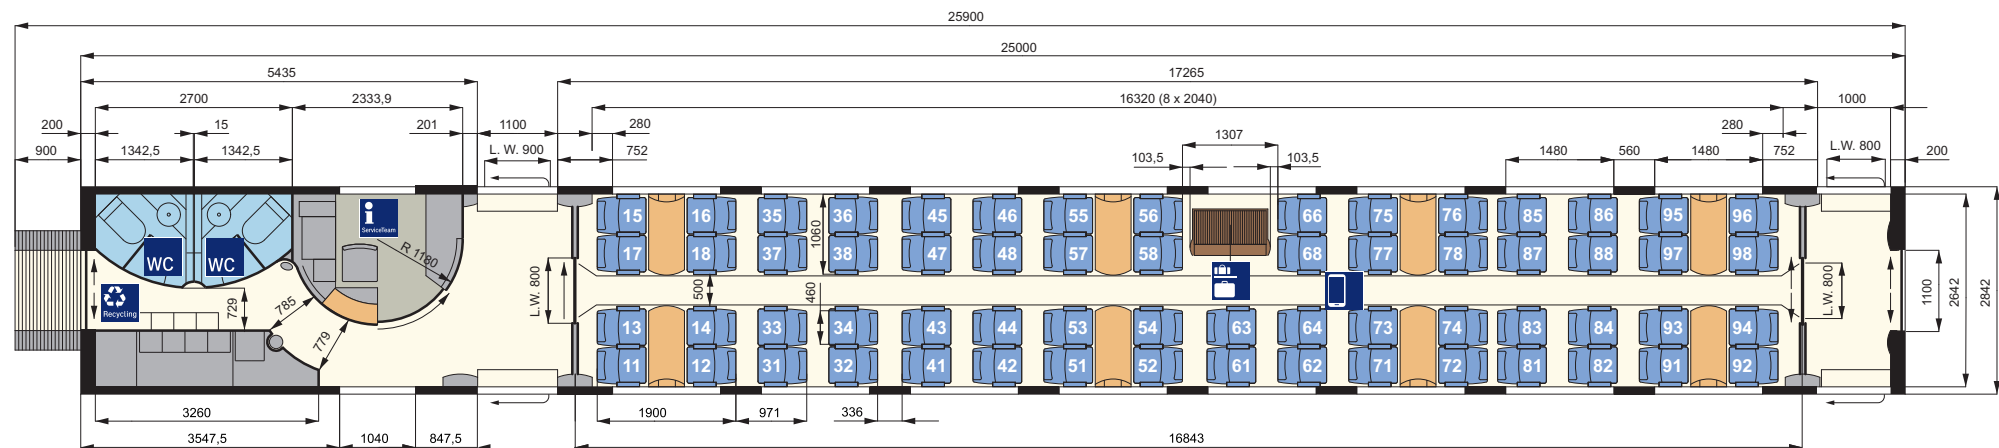 25900
25000
5435 17265
2700 2333,9 16320 (8 x 2040) 1000
200 15 201 1100 280 1307 280
900 1342,5 1342,5 L. W. 900 752 103,5 103,5 1480 560 1480 752 L.W. 800 200
i
ServiceTeam
R 1180
WC WC
Recycling
729
785
779
L.W. 800
500
1060
460
L.W. 800
1100
2642
2842
15 16 35 36 45 46 55 56 66 75 76 85 86 95 96
17 18 37 38 47 48 57 58 68 77 78 87 88 97 98
13 14 33 34 43 44 53 54 63 64 73 74 83 84 93 94
11 12 31 32 41 42 51 52 61 62 71 72 81 82 91 92
3260 1900 971 336
3547,5 1040 847,5 16843